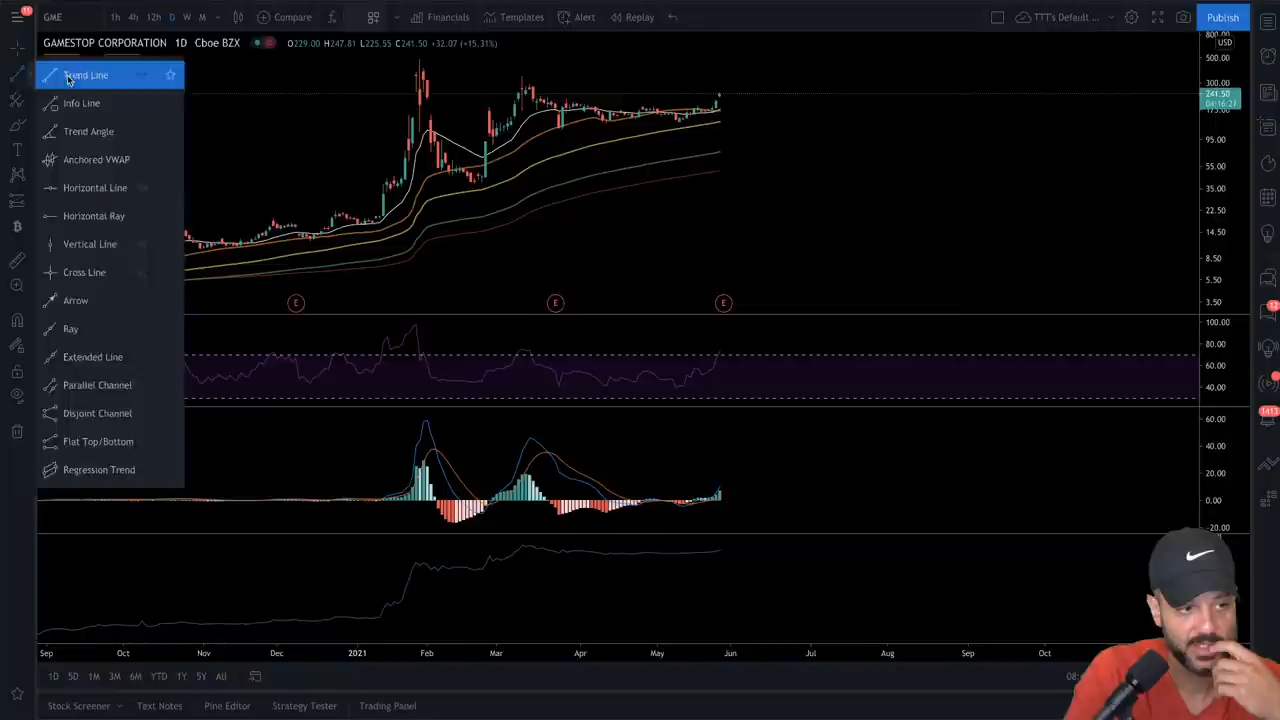 11
GME
1h 4h 12h D W M
Compare
Financials
Templates
Alert
Replay
TTT's Default ...
Publish
GAMESTOP CORPORATION 1D Cboe BZX
O229.00 H247.81 L225.55 C241.50 +32.07 (+15.31%)
USD
Trend Line
Info Line
Trend Angle
Anchored VWAP
Horizontal Line
Horizontal Ray
Vertical Line
Cross Line
Arrow
Ray
Extended Line
Parallel Channel
Disjoint Channel
Flat Top/Bottom
Regression Trend
800.00
500.00
300.00
241.50
04:16:27
95.00
55.00
35.00
22.50
14.50
8.50
5.50
3.50
E E E
100.00
80.00
60.00
40.00
60.00
40.00
20.00
0.00
-20.00
12
1413
Sep Oct Nov Dec 2021 Feb Mar Apr May Jun Jul Aug Sep Oct
1D 5D 1M 3M 6M YTD 1Y 5Y All
Stock Screener Text Notes Pine Editor Strategy Tester Trading Panel